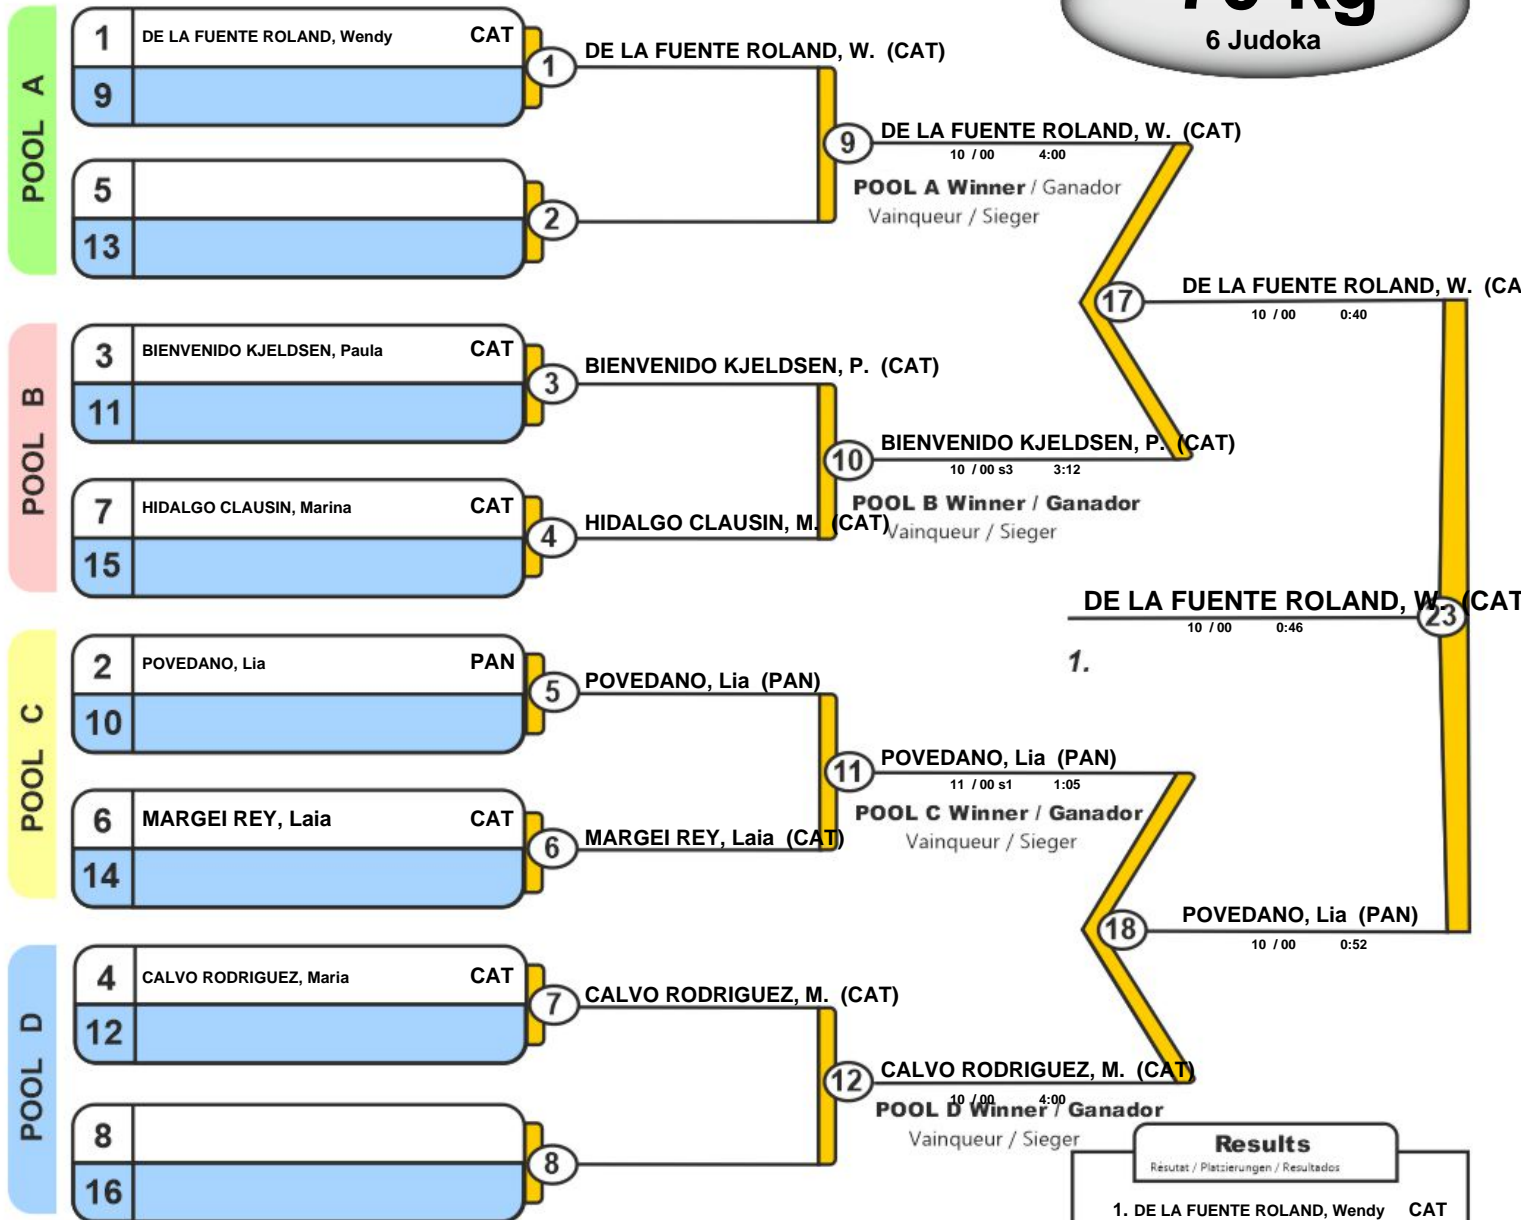 70 kg
6 Judoka
POOL A
1 DE LA FUENTE ROLAND, Wendy CAT
9
1
DE LA FUENTE ROLAND, W. (CAT)
5
13
2
9
DE LA FUENTE ROLAND, W. (CAT)
10 / 00 4:00
POOL A Winner / Ganador
Vainqueur / Sieger
17
DE LA FUENTE ROLAND, W. (CA
10 / 00 0:40
POOL B
3 BIENVENIDO KJELDSEN, Paula CAT
11
3
BIENVENIDO KJELDSEN, P. (CAT)
7 HIDALGO CLAUSIN, Marina CAT
15
4
HIDALGO CLAUSIN, M. (CAT)
10
BIENVENIDO KJELDSEN, P. (CAT)
10 / 00 s3 3:12
POOL B Winner / Ganador
Vainqueur / Sieger
DE LA FUENTE ROLAND, W. (CAT
23
10 / 00 0:46
1.
POOL C
2 POVEDANO, Lia PAN
10
5
POVEDANO, Lia (PAN)
6 MARGEI REY, Laia CAT
14
6
MARGEI REY, Laia (CAT)
11
POVEDANO, Lia (PAN)
11 / 00 s1 1:05
POOL C Winner / Ganador
Vainqueur / Sieger
18
POVEDANO, Lia (PAN)
10 / 00 0:52
POOL D
4 CALVO RODRIGUEZ, Maria CAT
12
7
CALVO RODRIGUEZ, M. (CAT)
8
16
8
12
CALVO RODRIGUEZ, M. (CAT)
10 / 00 4:00
POOL D Winner / Ganador
Vainqueur / Sieger
Results
Résutat / Platzierungen / Resultados
1. DE LA FUENTE ROLAND, Wendy CAT